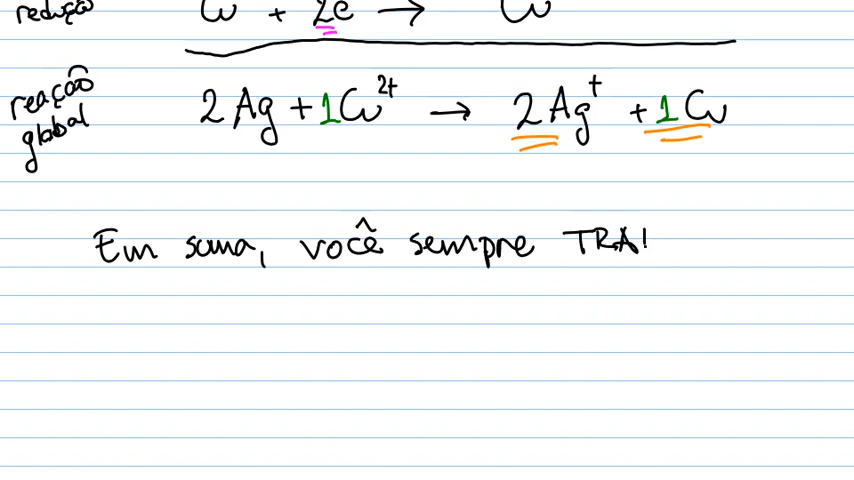 redução Cu + 2e → Cu
reação global 2Ag + 1Cu²⁺ → 2Ag⁺ + 1Cu
Em suma, você sempre TRA